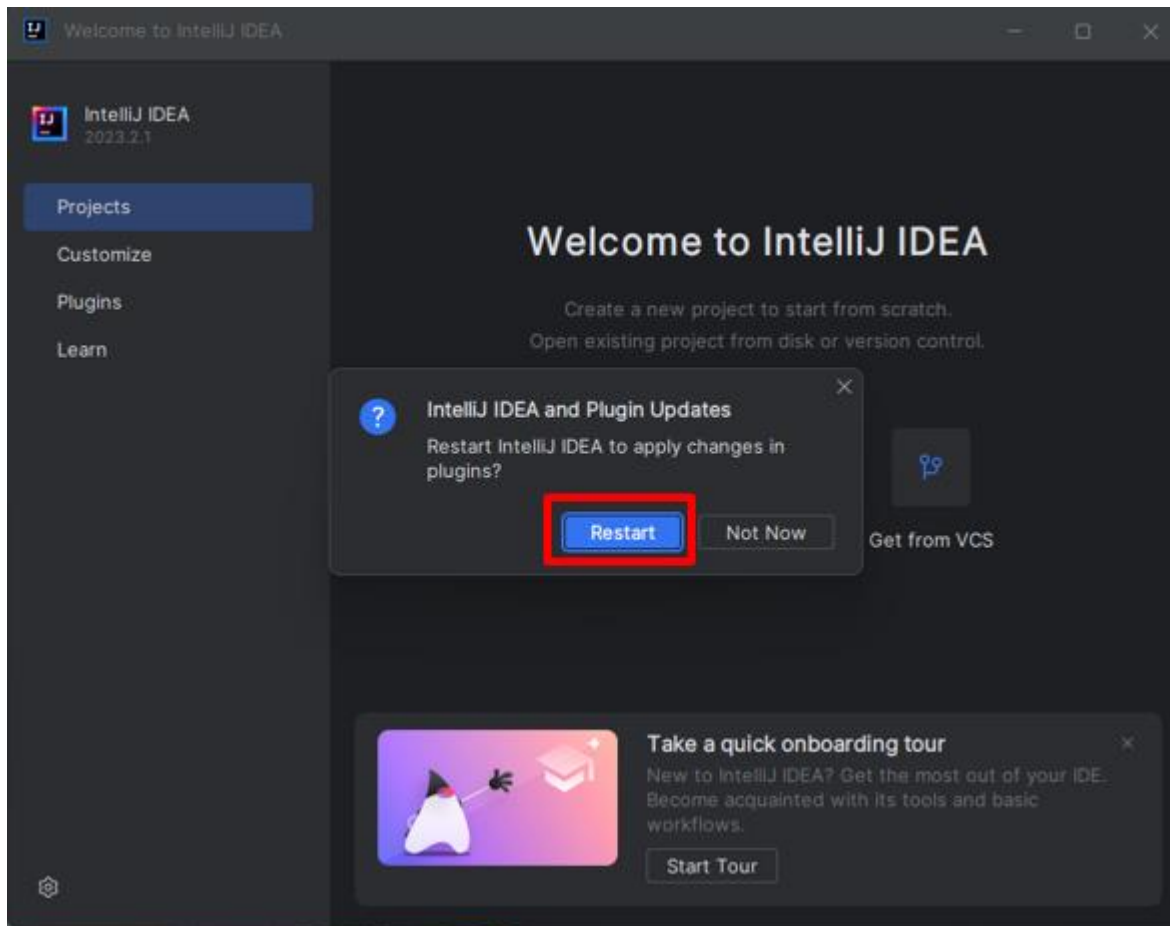 Welcome to IntelliJ IDEA
IntelliJ IDEA
2023.2.1
Projects
Customize
Plugins
Learn
Welcome to IntelliJ IDEA
Create a new project to start from scratch.
Open existing project from disk or version control.
IntelliJ IDEA and Plugin Updates
Restart IntelliJ IDEA to apply changes in
plugins?
Restart
Not Now
Get from VCS
Take a quick onboarding tour
New to IntelliJ IDEA? Get the most out of your IDE.
Become acquainted with its tools and basic
workflows.
Start Tour